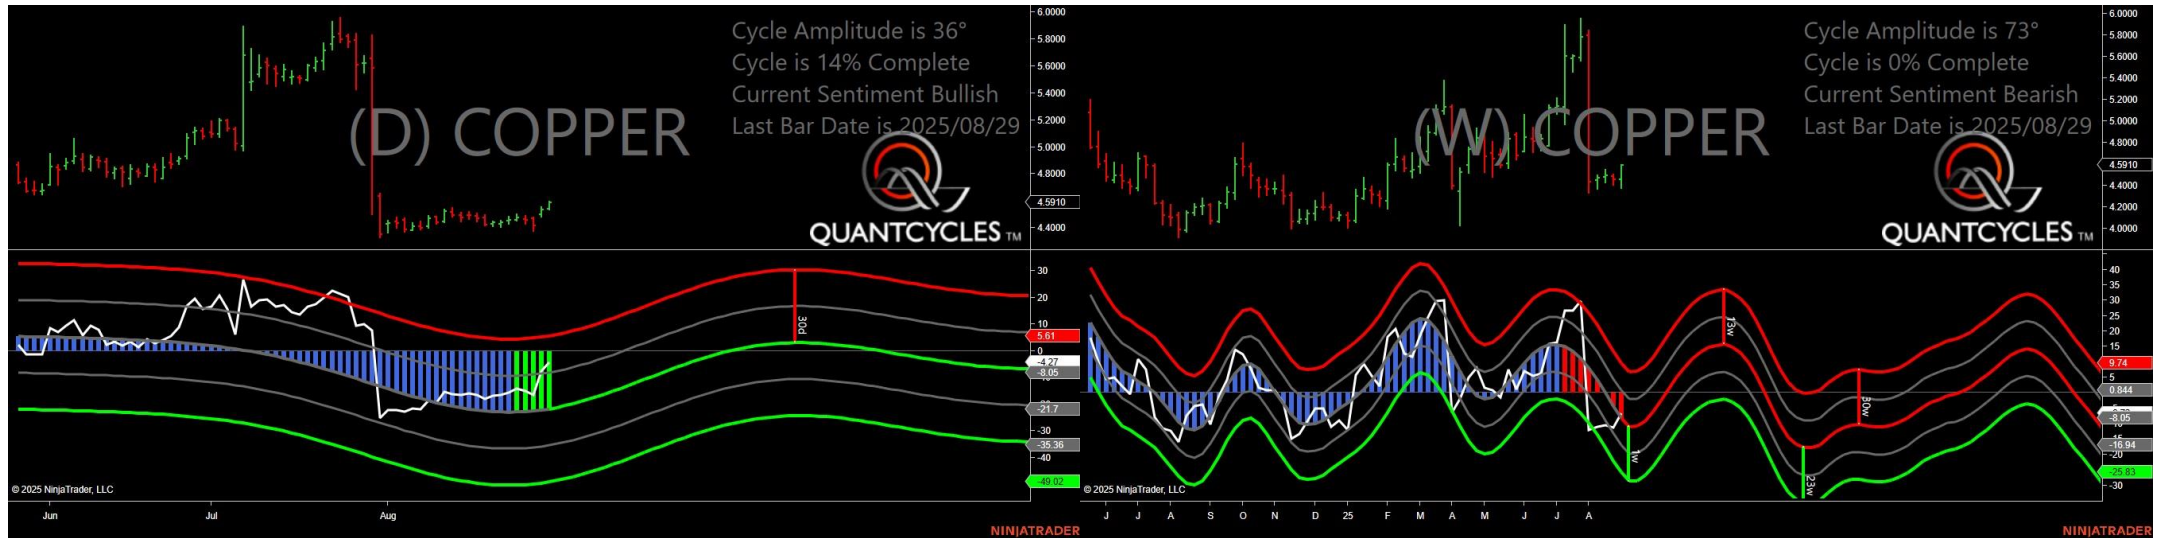 (D) COPPER
Cycle Amplitude is 36°
Cycle is 14% Complete
Current Sentiment Bullish
Last Bar Date is 2025/08/29
QUANTCYCLES TM
6.0000
5.8000
5.6000
5.4000
5.2000
5.0000
4.8000
4.5910
4.4000
30d
30
20
10
5.61
0
-4.27
-8.05
-21.7
-30
-35.36
-40
-49.02
© 2025 NinjaTrader, LLC
Jun
Jul
Aug
NINJATRADER
(W) COPPER
Cycle Amplitude is 73°
Cycle is 0% Complete
Current Sentiment Bearish
Last Bar Date is 2025/08/29
QUANTCYCLES TM
6.0000
5.8000
5.6000
5.4000
5.2000
5.0000
4.8000
4.5910
4.4000
4.2000
4.0000
13w
30w
1w
23w
40
35
30
25
20
15
9.74
5
0.844
-8.05
-16.94
-20
-25.83
-30
© 2025 NinjaTrader, LLC
J J A S O N D 25 F M A M J J A
NINJATRADER